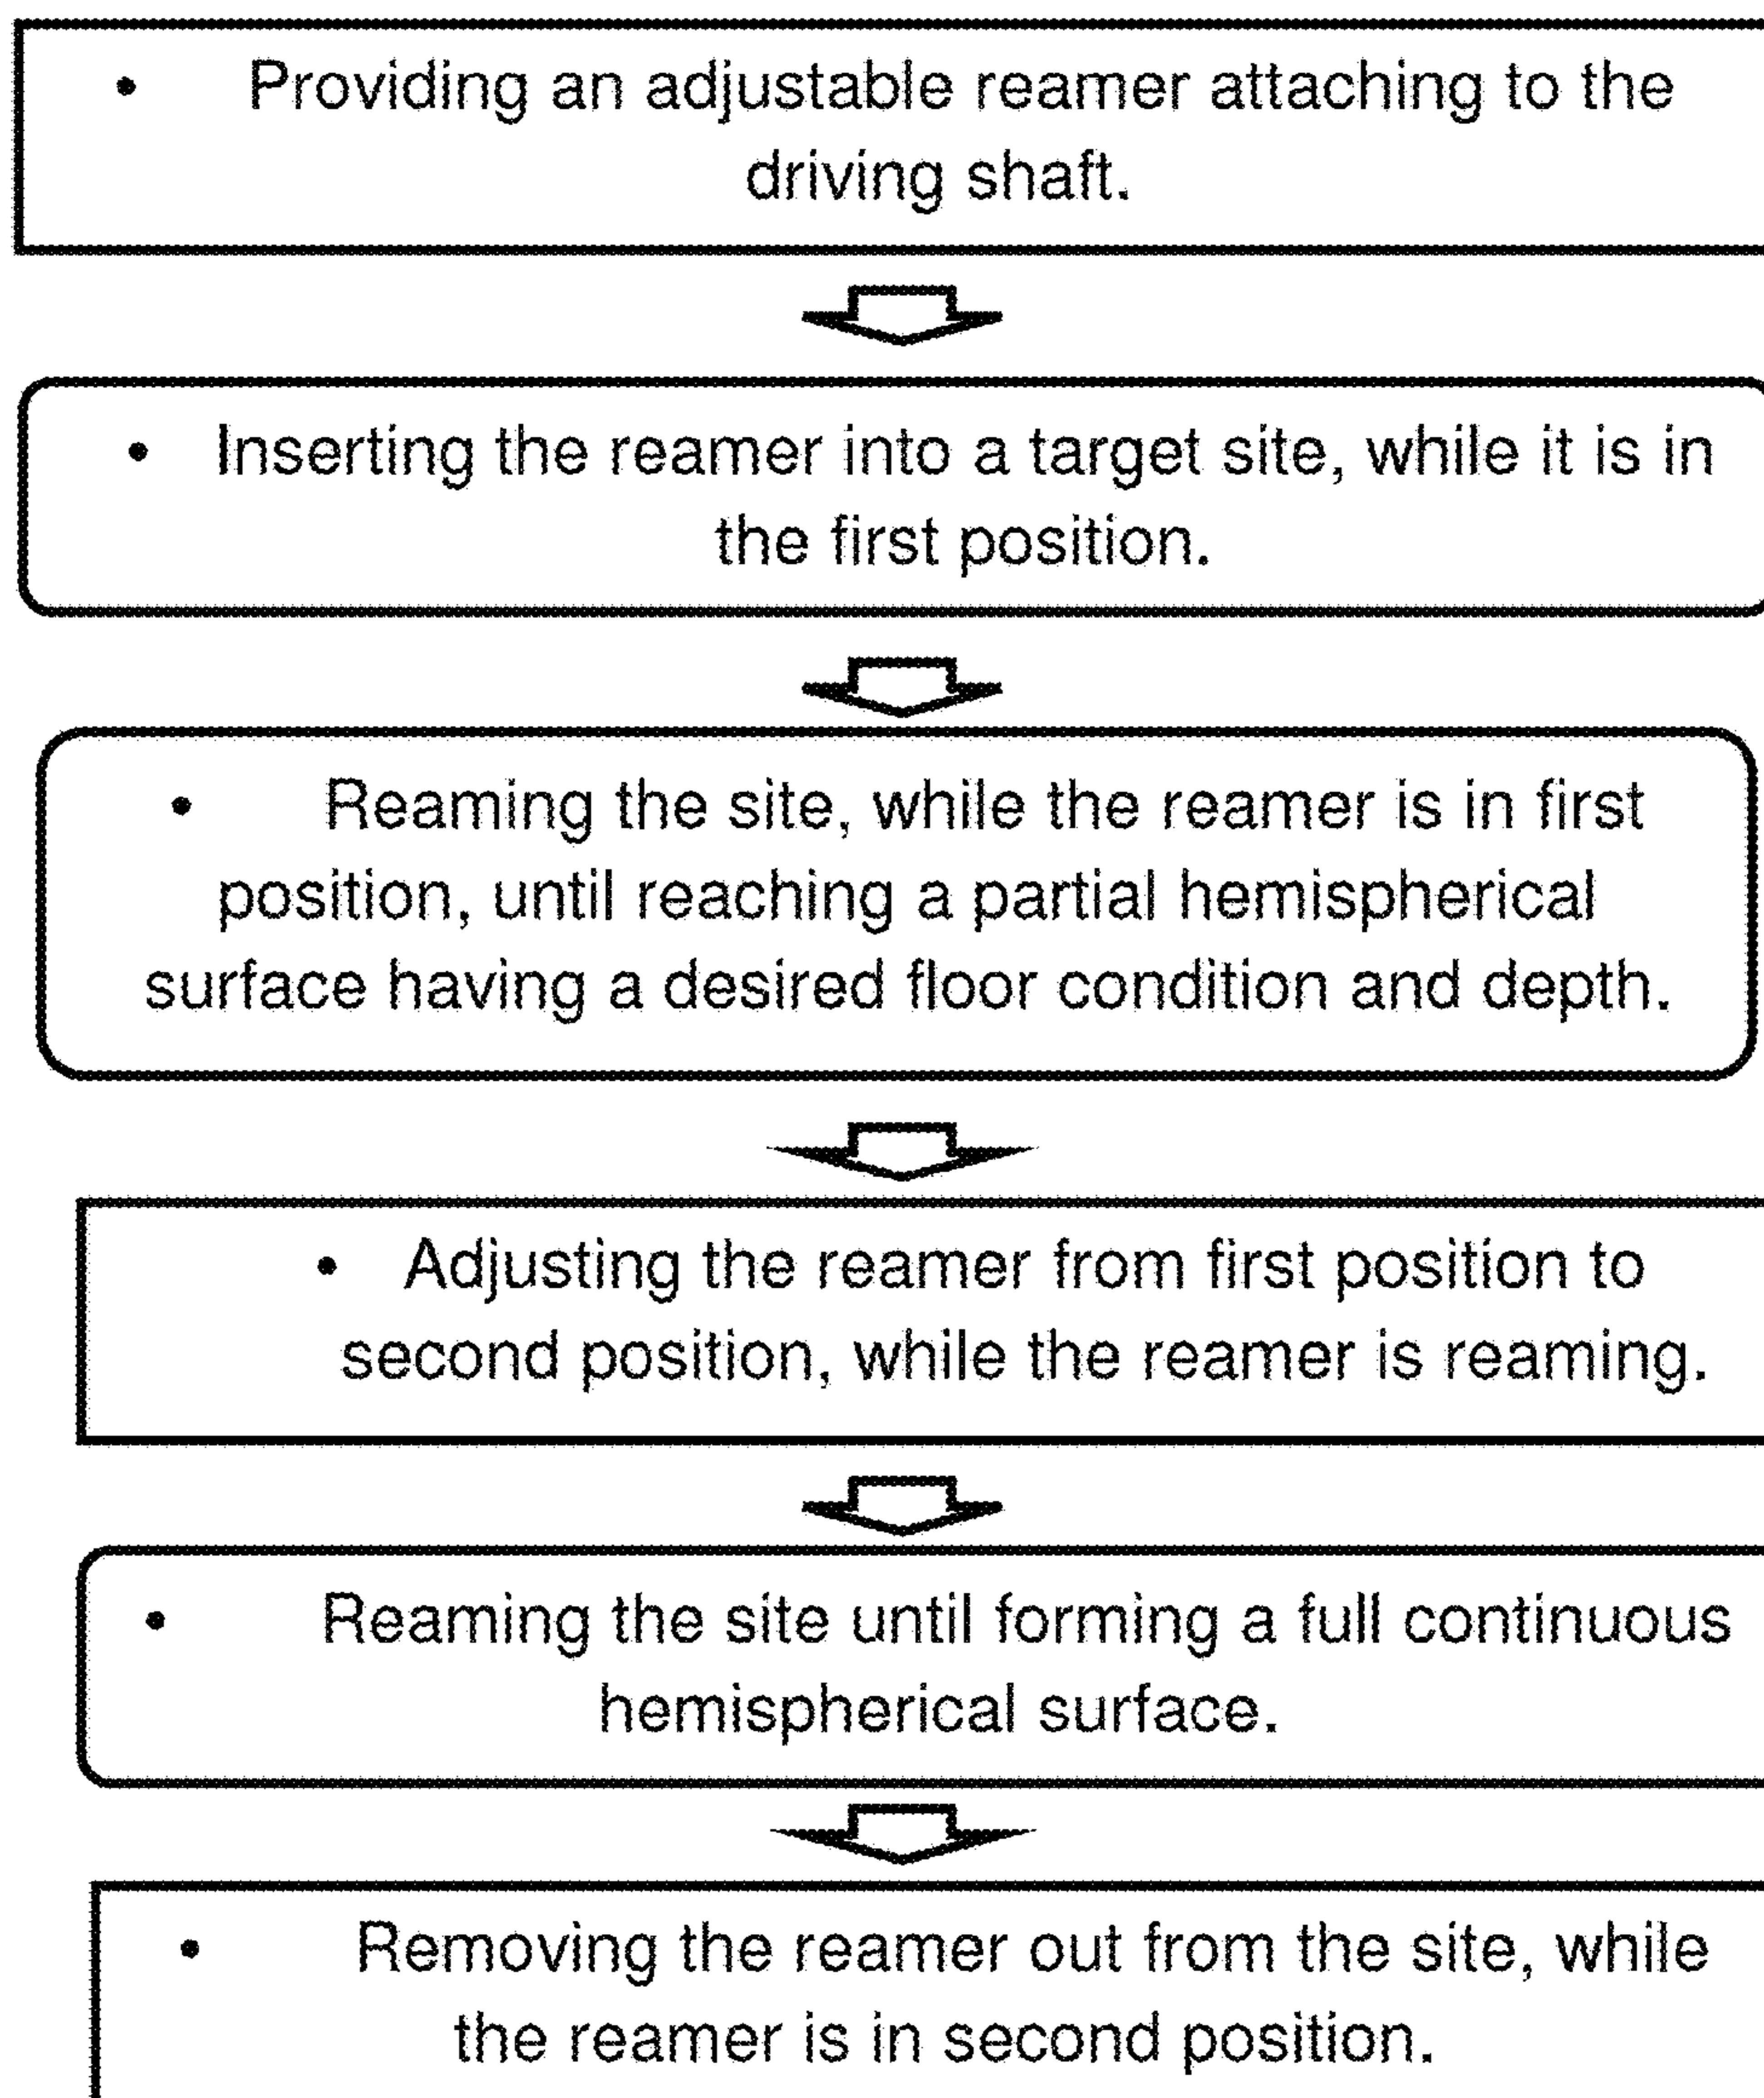 • Providing an adjustable reamer attaching to the
driving shaft.
• Inserting the reamer into a target site, while it is in
the first position.
• Reaming the site, while the reamer is in first
position, until reaching a partial hemispherical
surface having a desired floor condition and depth.
• Adjusting the reamer from first position to
second position, while the reamer is reaming.
• Reaming the site until forming a full continuous
hemispherical surface.
• Removing the reamer out from the site, while
the reamer is in second position.